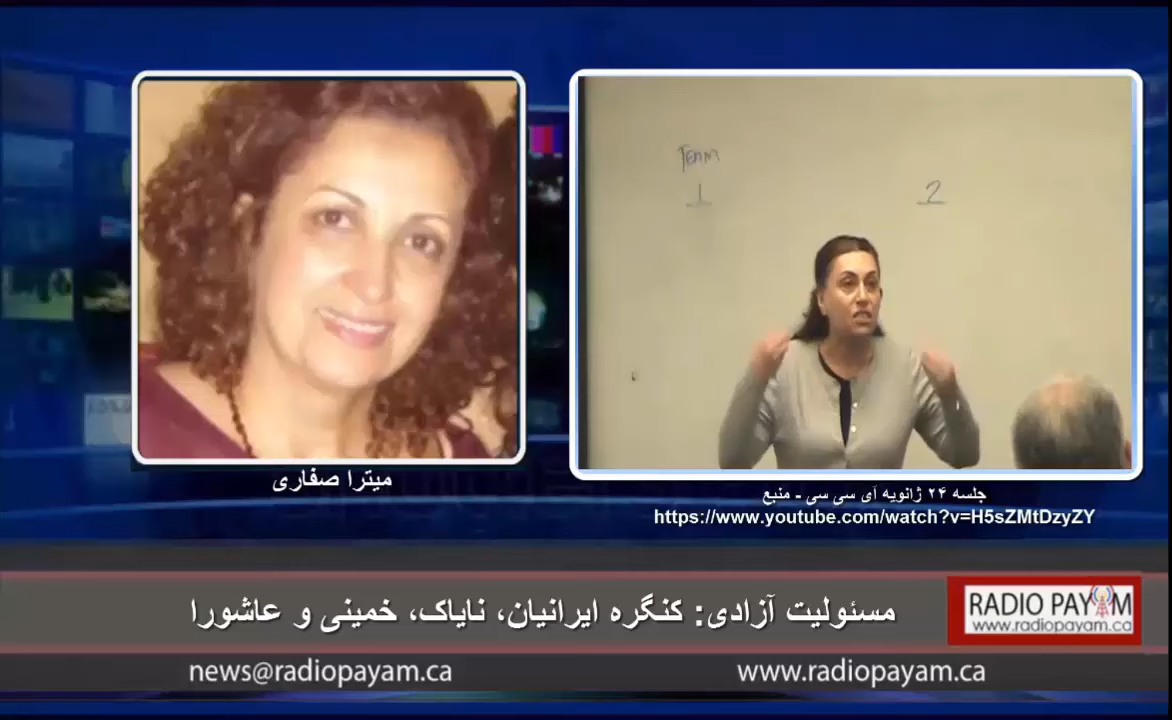 TEAM
1
2
میترا صفاری
جلسه ۲۴ ژانویه آی سی سی - منبع
https://www.youtube.com/watch?v=H5sZMtDzyZY
مسئولیت آزادی: کنگره ایرانیان، نایاک، خمینی و عاشورا
RADIO PAYAM
www.radiopayam.ca
news@radiopayam.ca
www.radiopayam.ca